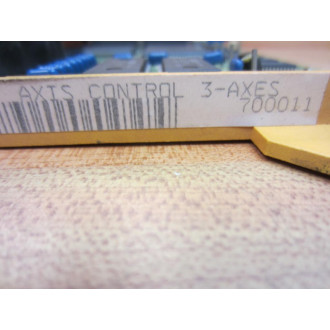 AXIS CONTROL 3-AXES
700011